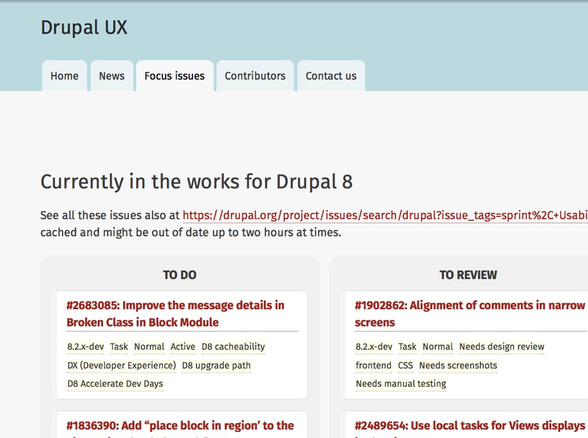 Drupal UX
Home News Focus issues Contributors Contact us
Currently in the works for Drupal 8
See all these issues also at https://drupal.org/project/issues/search/drupal?issue_tags=sprint%2C+Usabi
cached and might be out of date up to two hours at times.
TO DO
#2683085: Improve the message details in
Broken Class in Block Module
8.2.x-dev Task Normal Active D8 cacheability
DX (Developer Experience) D8 upgrade path
D8 Accelerate Dev Days
#1836390: Add “place block in region’ to the
TO REVIEW
#1902862: Alignment of comments in narrow
screens
8.2.x-dev Task Normal Needs design review
frontend CSS Needs screenshots
Needs manual testing
#2489654: Use local tasks for Views displays